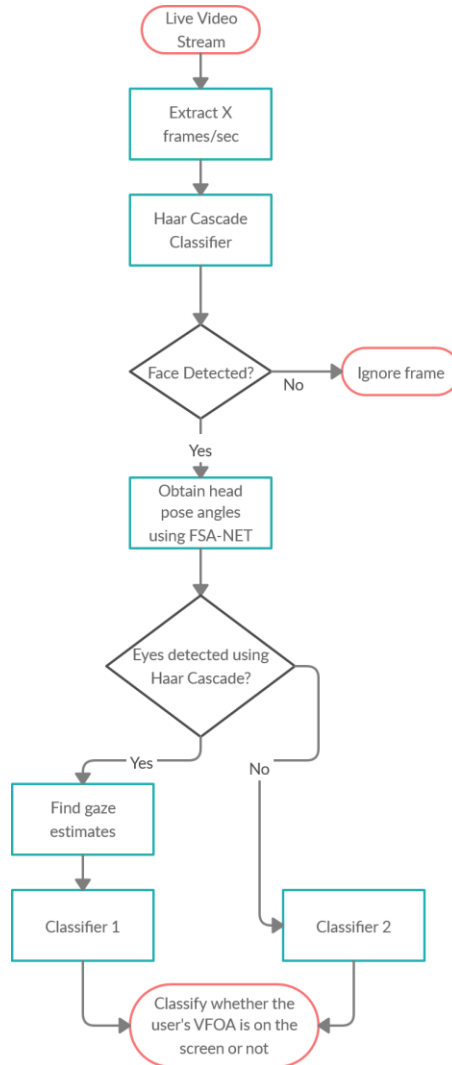 Live Video
Stream
Extract X
frames/sec
Haar Cascade
Classifier
Face Detected?
No
Ignore frame
Yes
Obtain head
pose angles
using FSA-NET
Eyes detected using
Haar Cascade?
Yes
No
Find gaze
estimates
Classifier 1
Classifier 2
Classify whether the
user's VFOA is on the
screen or not